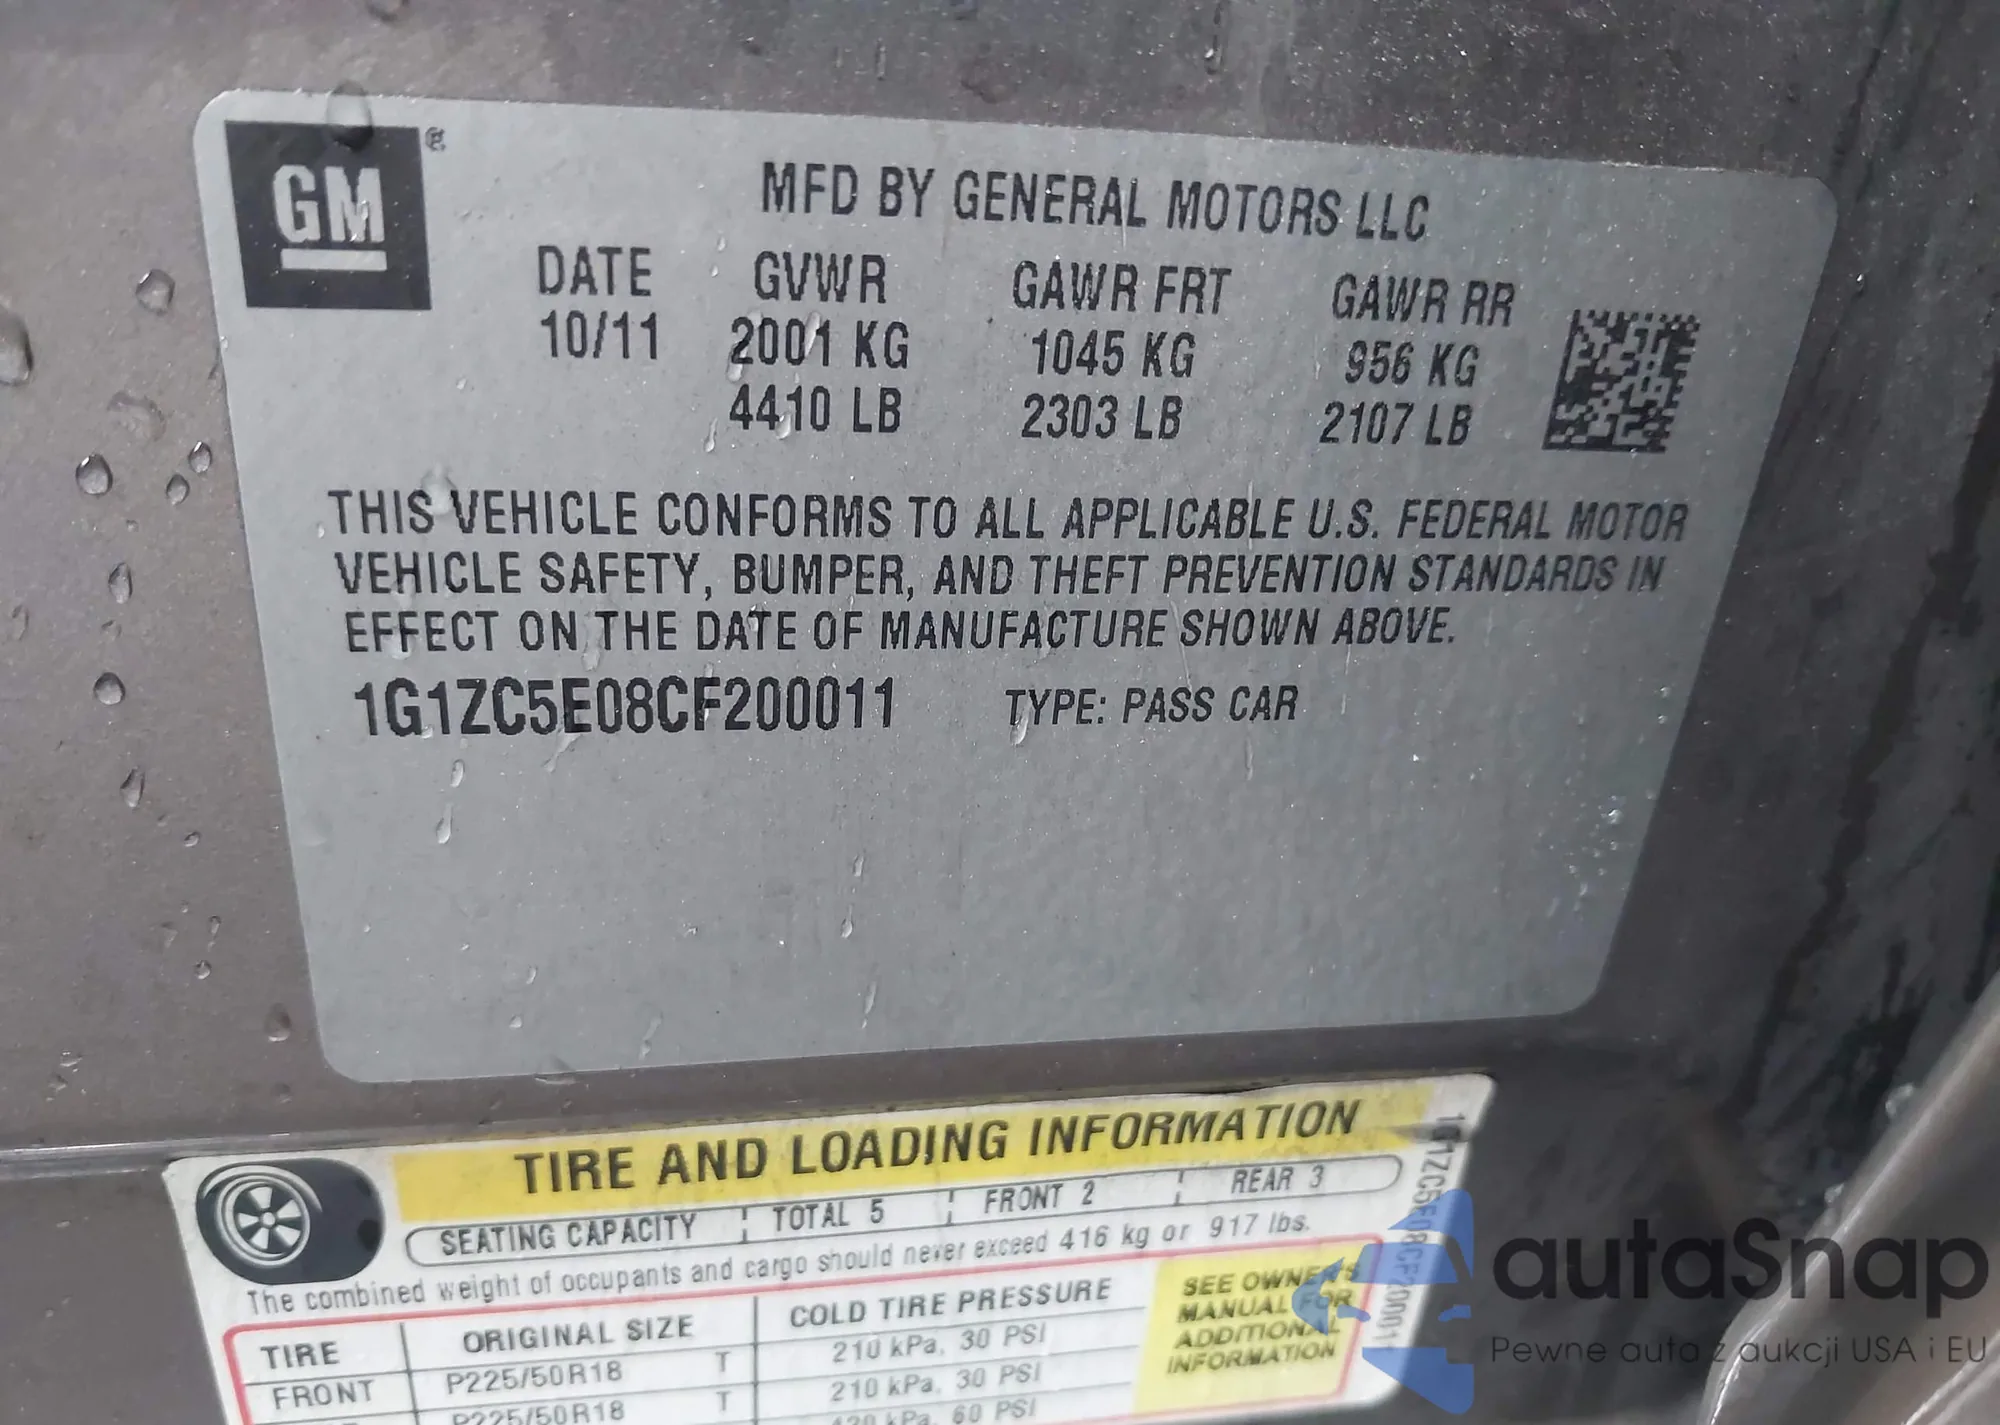 GM ®
MFD BY GENERAL MOTORS LLC
DATE GVWR GAWR FRT GAWR RR
10/11 2001 KG 1045 KG 956 KG
4410 LB 2303 LB 2107 LB
THIS VEHICLE CONFORMS TO ALL APPLICABLE U.S. FEDERAL MOTOR
VEHICLE SAFETY, BUMPER, AND THEFT PREVENTION STANDARDS IN
EFFECT ON THE DATE OF MANUFACTURE SHOWN ABOVE.
1G1ZC5E08CF200011 TYPE: PASS CAR
TIRE AND LOADING INFORMATION
SEATING CAPACITY TOTAL 5 FRONT 2 REAR 3
The combined weight of occupants and cargo should never exceed 416 kg or 917 lbs.
TIRE ORIGINAL SIZE COLD TIRE PRESSURE
FRONT P225/50R18 T 210 kPa, 30 PSI
P225/50R18 T 210 kPa, 30 PSI
420 kPa, 60 PSI
SEE OWNER'S
MANUAL FOR
ADDITIONAL
INFORMATION
1G1ZC5E08CF200011
autaSnap
Pewne auta z aukcji USA i EU